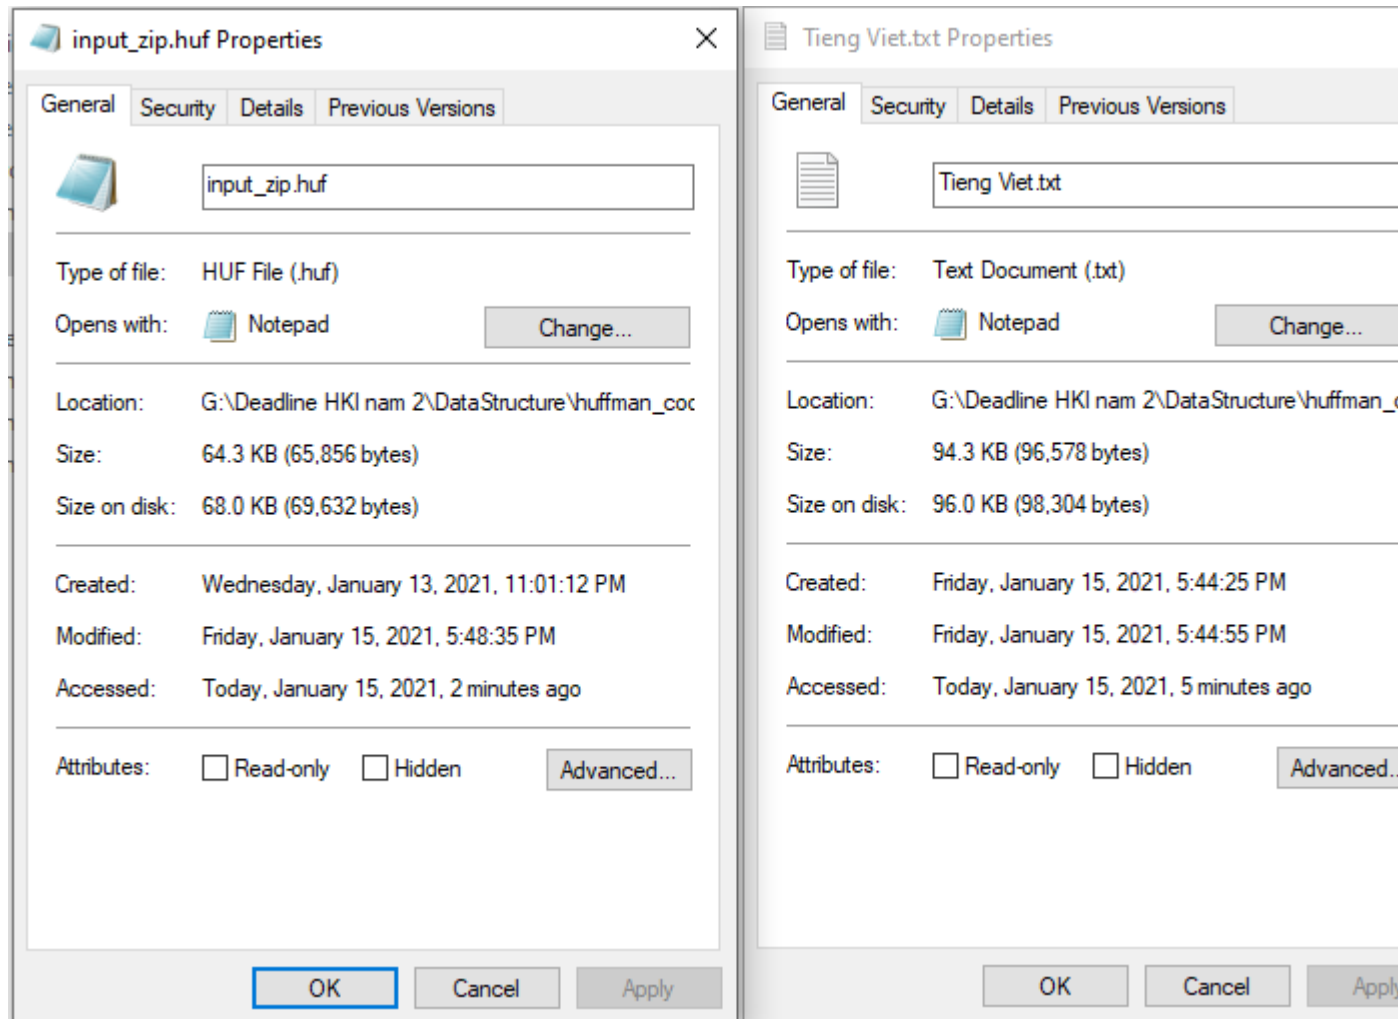 input_zip.huf Properties
General Security Details Previous Versions
input_zip.huf
Type of file: HUF File (.huf)
Opens with: Notepad Change...
Location: G:\Deadline HKI nam 2\DataStructure\huffman_coc
Size: 64.3 KB (65,856 bytes)
Size on disk: 68.0 KB (69,632 bytes)
Created: Wednesday, January 13, 2021, 11:01:12 PM
Modified: Friday, January 15, 2021, 5:48:35 PM
Accessed: Today, January 15, 2021, 2 minutes ago
Attributes: Read-only Hidden Advanced...
OK Cancel Apply
Tieng Viet.txt Properties
General Security Details Previous Versions
Tieng Viet.txt
Type of file: Text Document (.txt)
Opens with: Notepad Change...
Location: G:\Deadline HKI nam 2\DataStructure\huffman_
Size: 94.3 KB (96,578 bytes)
Size on disk: 96.0 KB (98,304 bytes)
Created: Friday, January 15, 2021, 5:44:25 PM
Modified: Friday, January 15, 2021, 5:44:55 PM
Accessed: Today, January 15, 2021, 5 minutes ago
Attributes: Read-only Hidden Advanced..
OK Cancel Apply